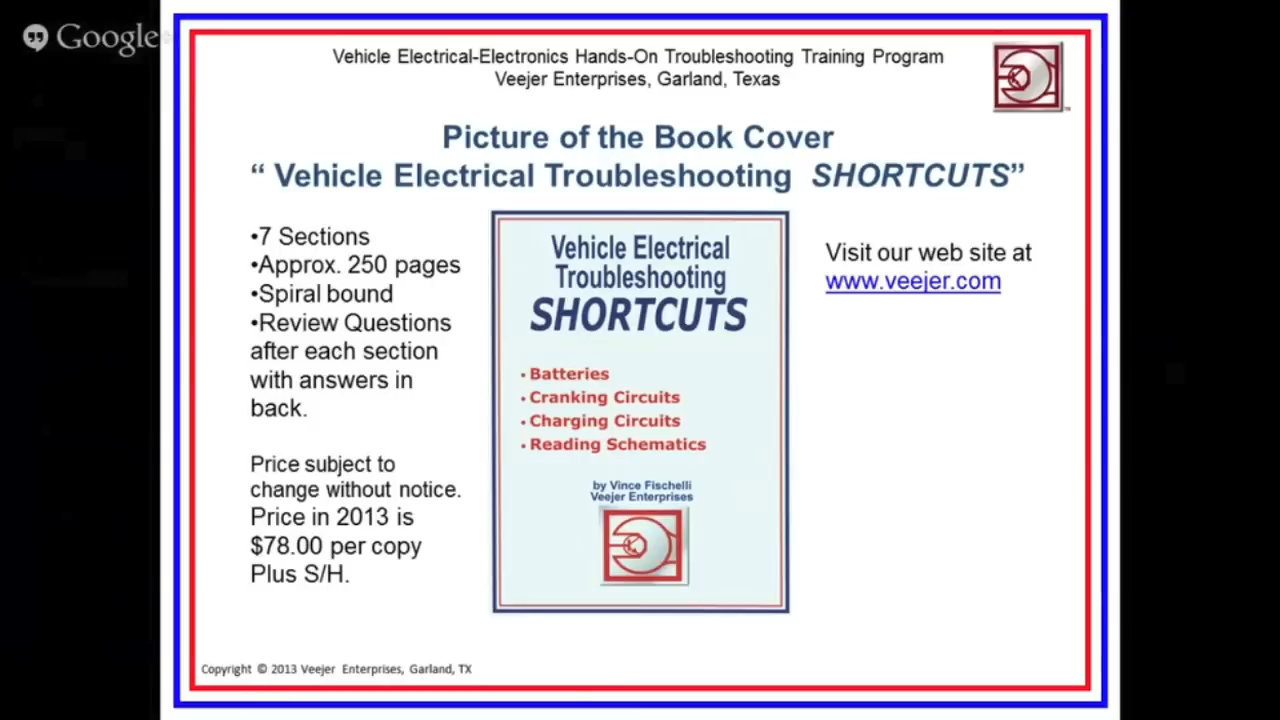 Google
Vehicle Electrical-Electronics Hands-On Troubleshooting Training Program
Veejer Enterprises, Garland, Texas
Picture of the Book Cover
“ Vehicle Electrical Troubleshooting SHORTCUTS”
•7 Sections
•Approx. 250 pages
•Spiral bound
•Review Questions
after each section
with answers in
back.
Price subject to
change without notice.
Price in 2013 is
$78.00 per copy
Plus S/H.
Vehicle Electrical
Troubleshooting
SHORTCUTS
• Batteries
• Cranking Circuits
• Charging Circuits
• Reading Schematics
by Vince Fischelli
Veejer Enterprises
Visit our web site at
www.veejer.com
Copyright © 2013 Veejer Enterprises, Garland, TX